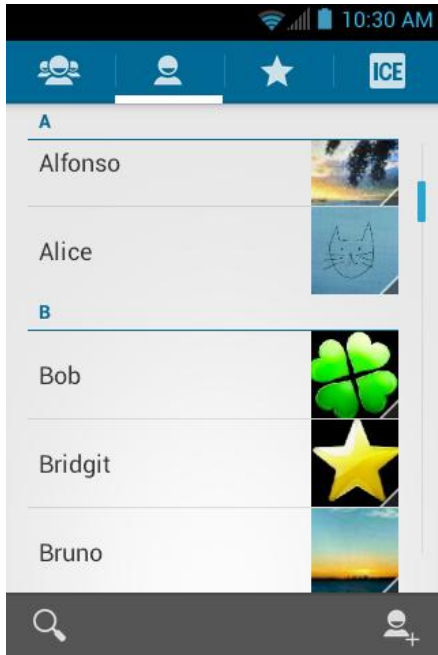 10:30 AM
ICE
A
Alfonso
Alice
B
Bob
Bridgit
Bruno